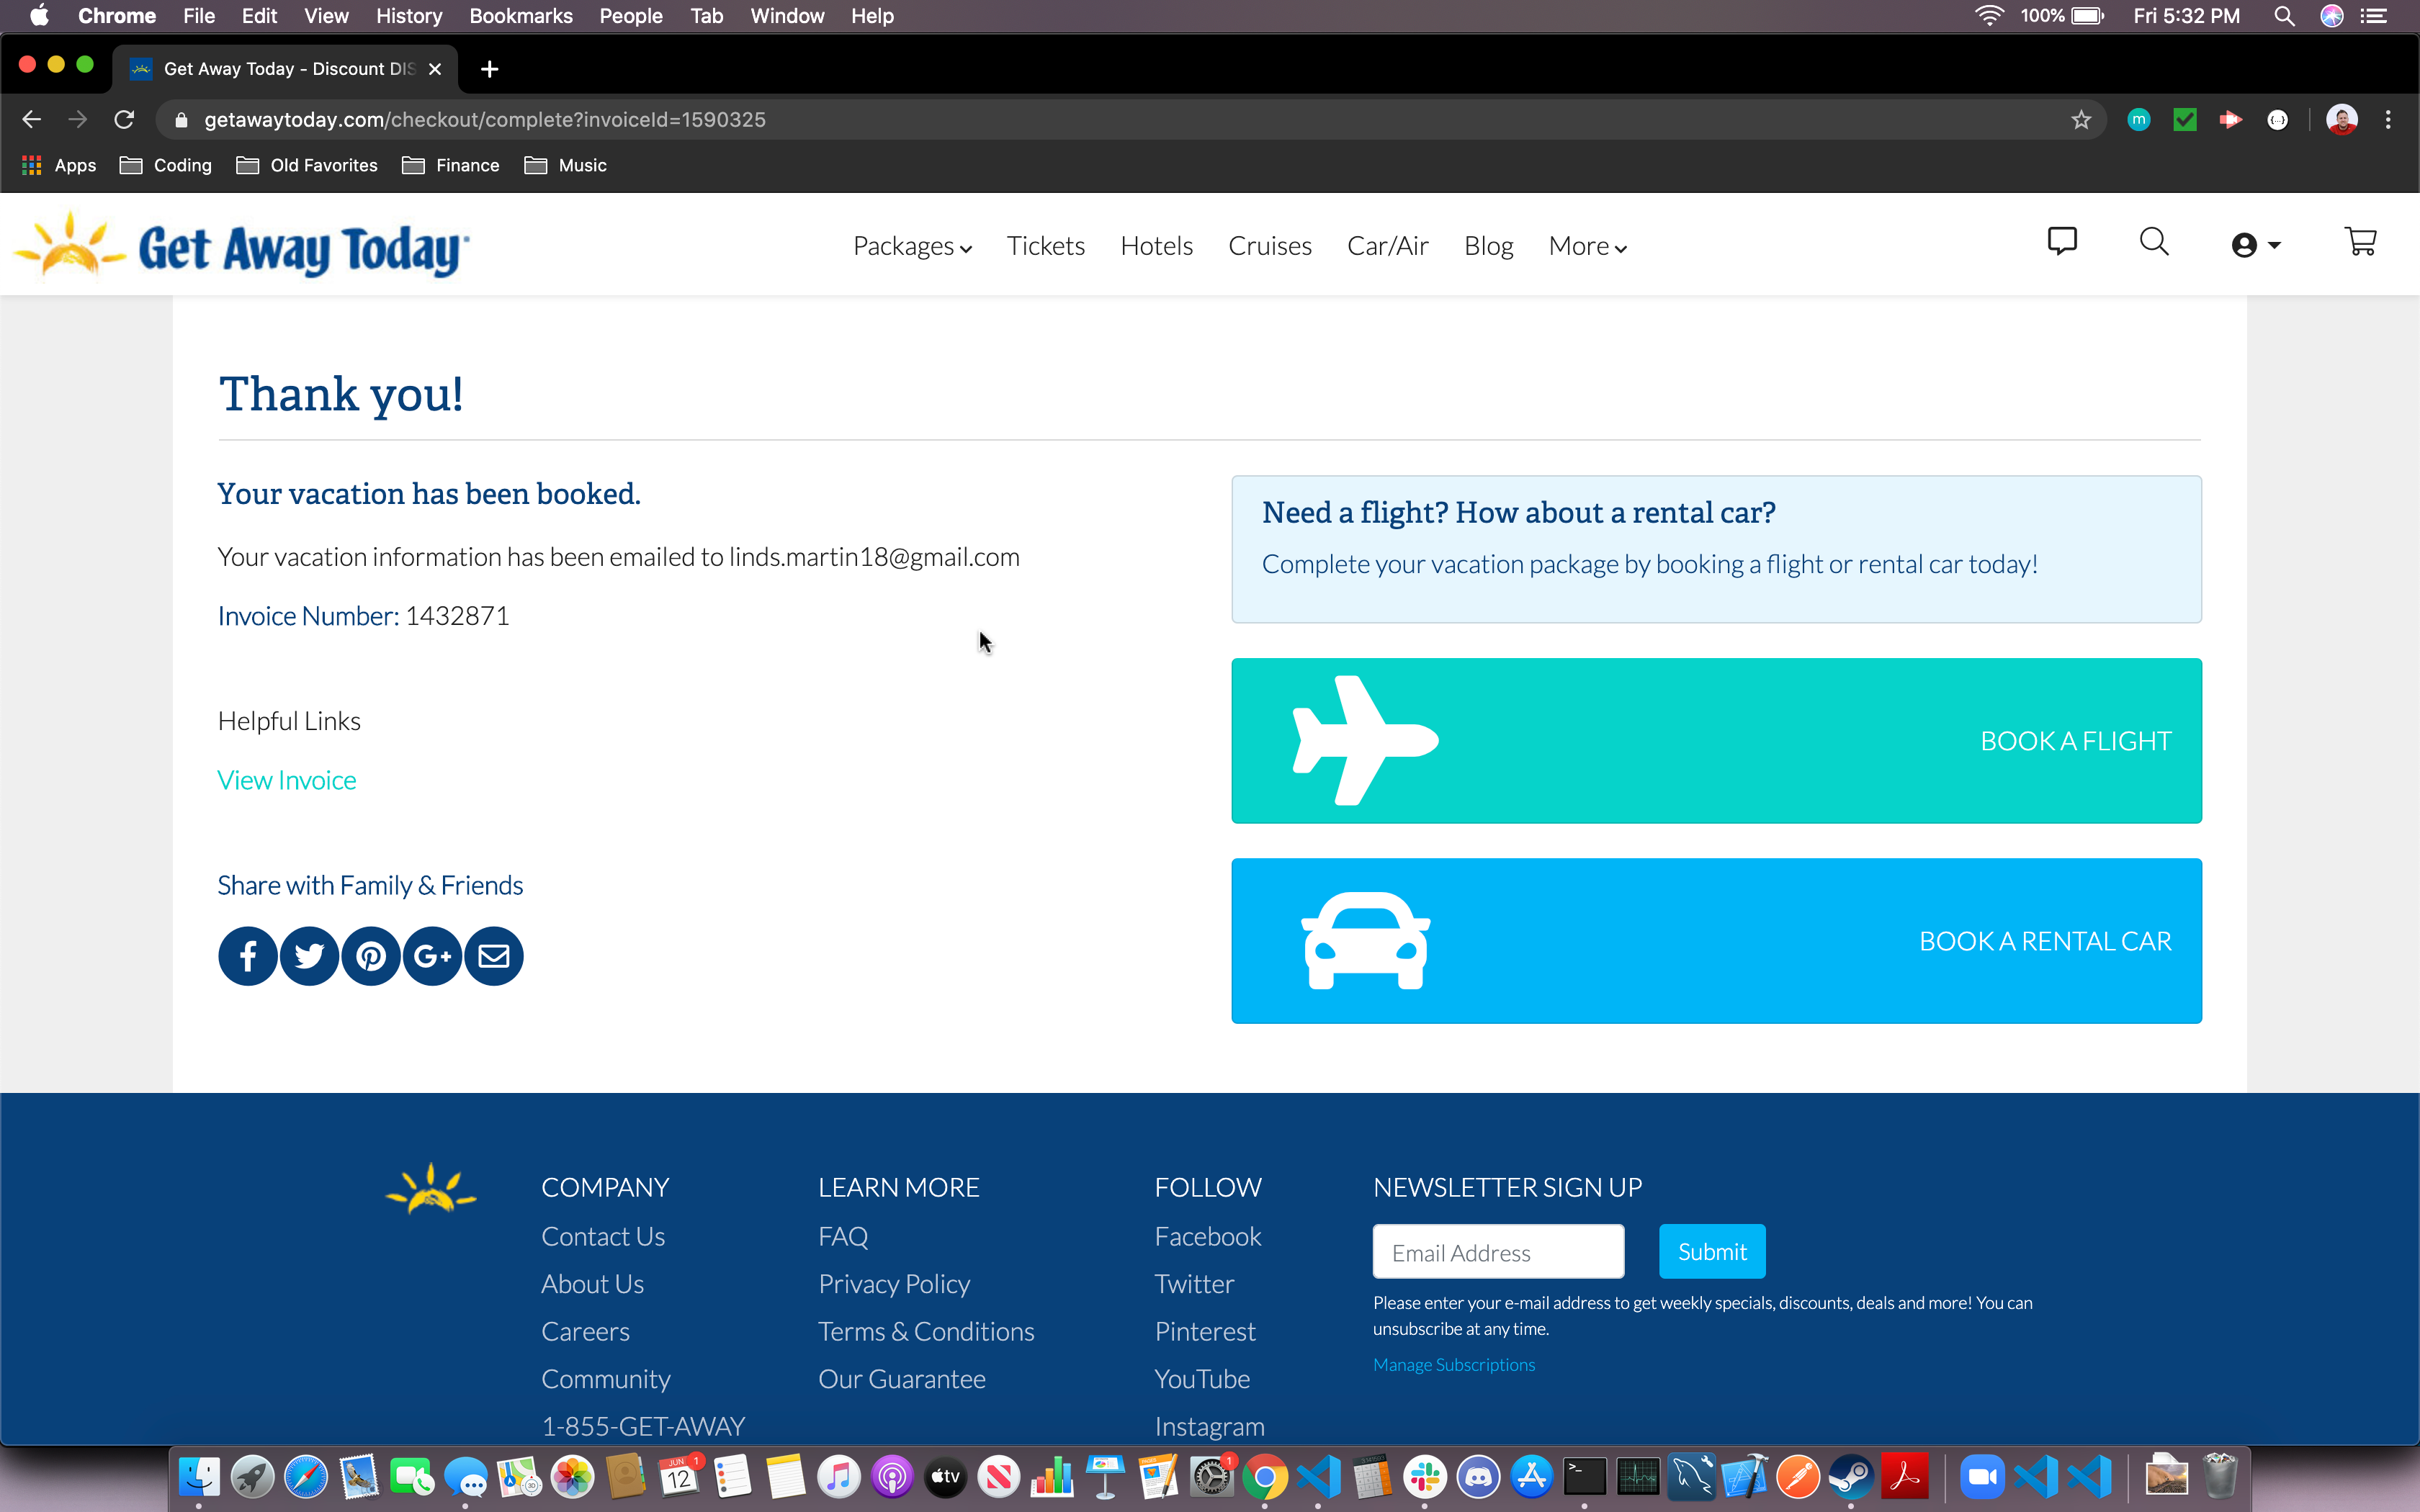 Chrome File Edit View History Bookmarks People Tab Window Help
100% Fri 5:32 PM
Get Away Today - Discount DIS
getawaytoday.com/checkout/complete?invoiceId=1590325
m
Apps Coding Old Favorites Finance Music
Get Away Today
Packages Tickets Hotels Cruises Car/Air Blog More
Thank you!
Your vacation has been booked.
Your vacation information has been emailed to linds.martin18@gmail.com
Invoice Number: 1432871
Helpful Links
View Invoice
Share with Family & Friends
G+
Need a flight? How about a rental car?
Complete your vacation package by booking a flight or rental car today!
BOOK A FLIGHT
BOOK A RENTAL CAR
COMPANY
Contact Us
About Us
Careers
Community
1-855-GET-AWAY
LEARN MORE
FAQ
Privacy Policy
Terms & Conditions
Our Guarantee
FOLLOW
Facebook
Twitter
Pinterest
YouTube
Instagram
NEWSLETTER SIGN UP
Email Address
Submit
Please enter your e-mail address to get weekly specials, discounts, deals and more! You can
unsubscribe at any time.
Manage Subscriptions
JUN
12
1
tv
1